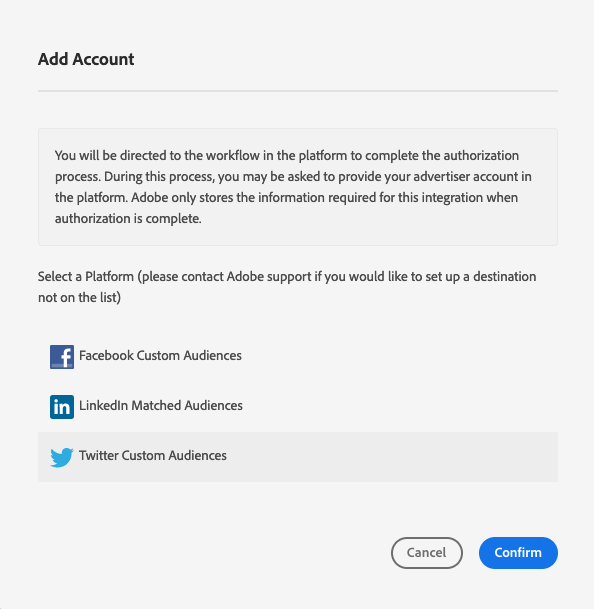 Add Account
You will be directed to the workflow in the platform to complete the authorization
process. During this process, you may be asked to provide your advertiser account in
the platform. Adobe only stores the information required for this integration when
authorization is complete.
Select a Platform (please contact Adobe support if you would like to set up a destination
not on the list)
Facebook Custom Audiences
in LinkedIn Matched Audiences
Twitter Custom Audiences
Cancel Confirm